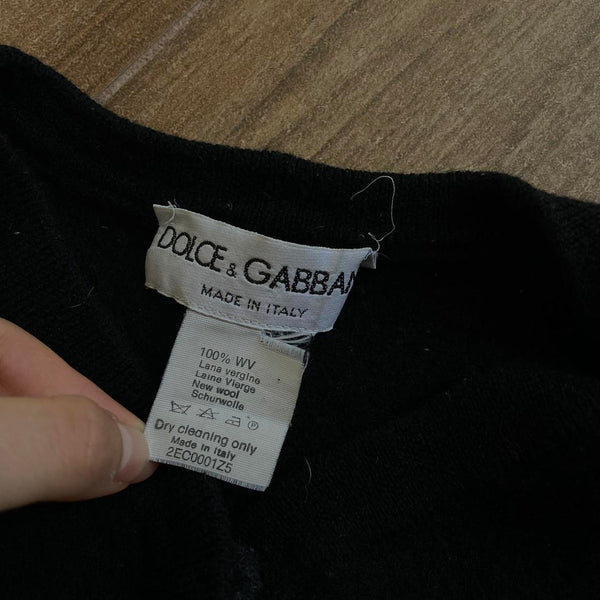 DOLCE & GABBAN
MADE IN ITALY
100% WV
Lana vergine
Laine Vierge
New wool
Schurwolle
Dry cleaning only
Made in Italy
2EC0001Z5